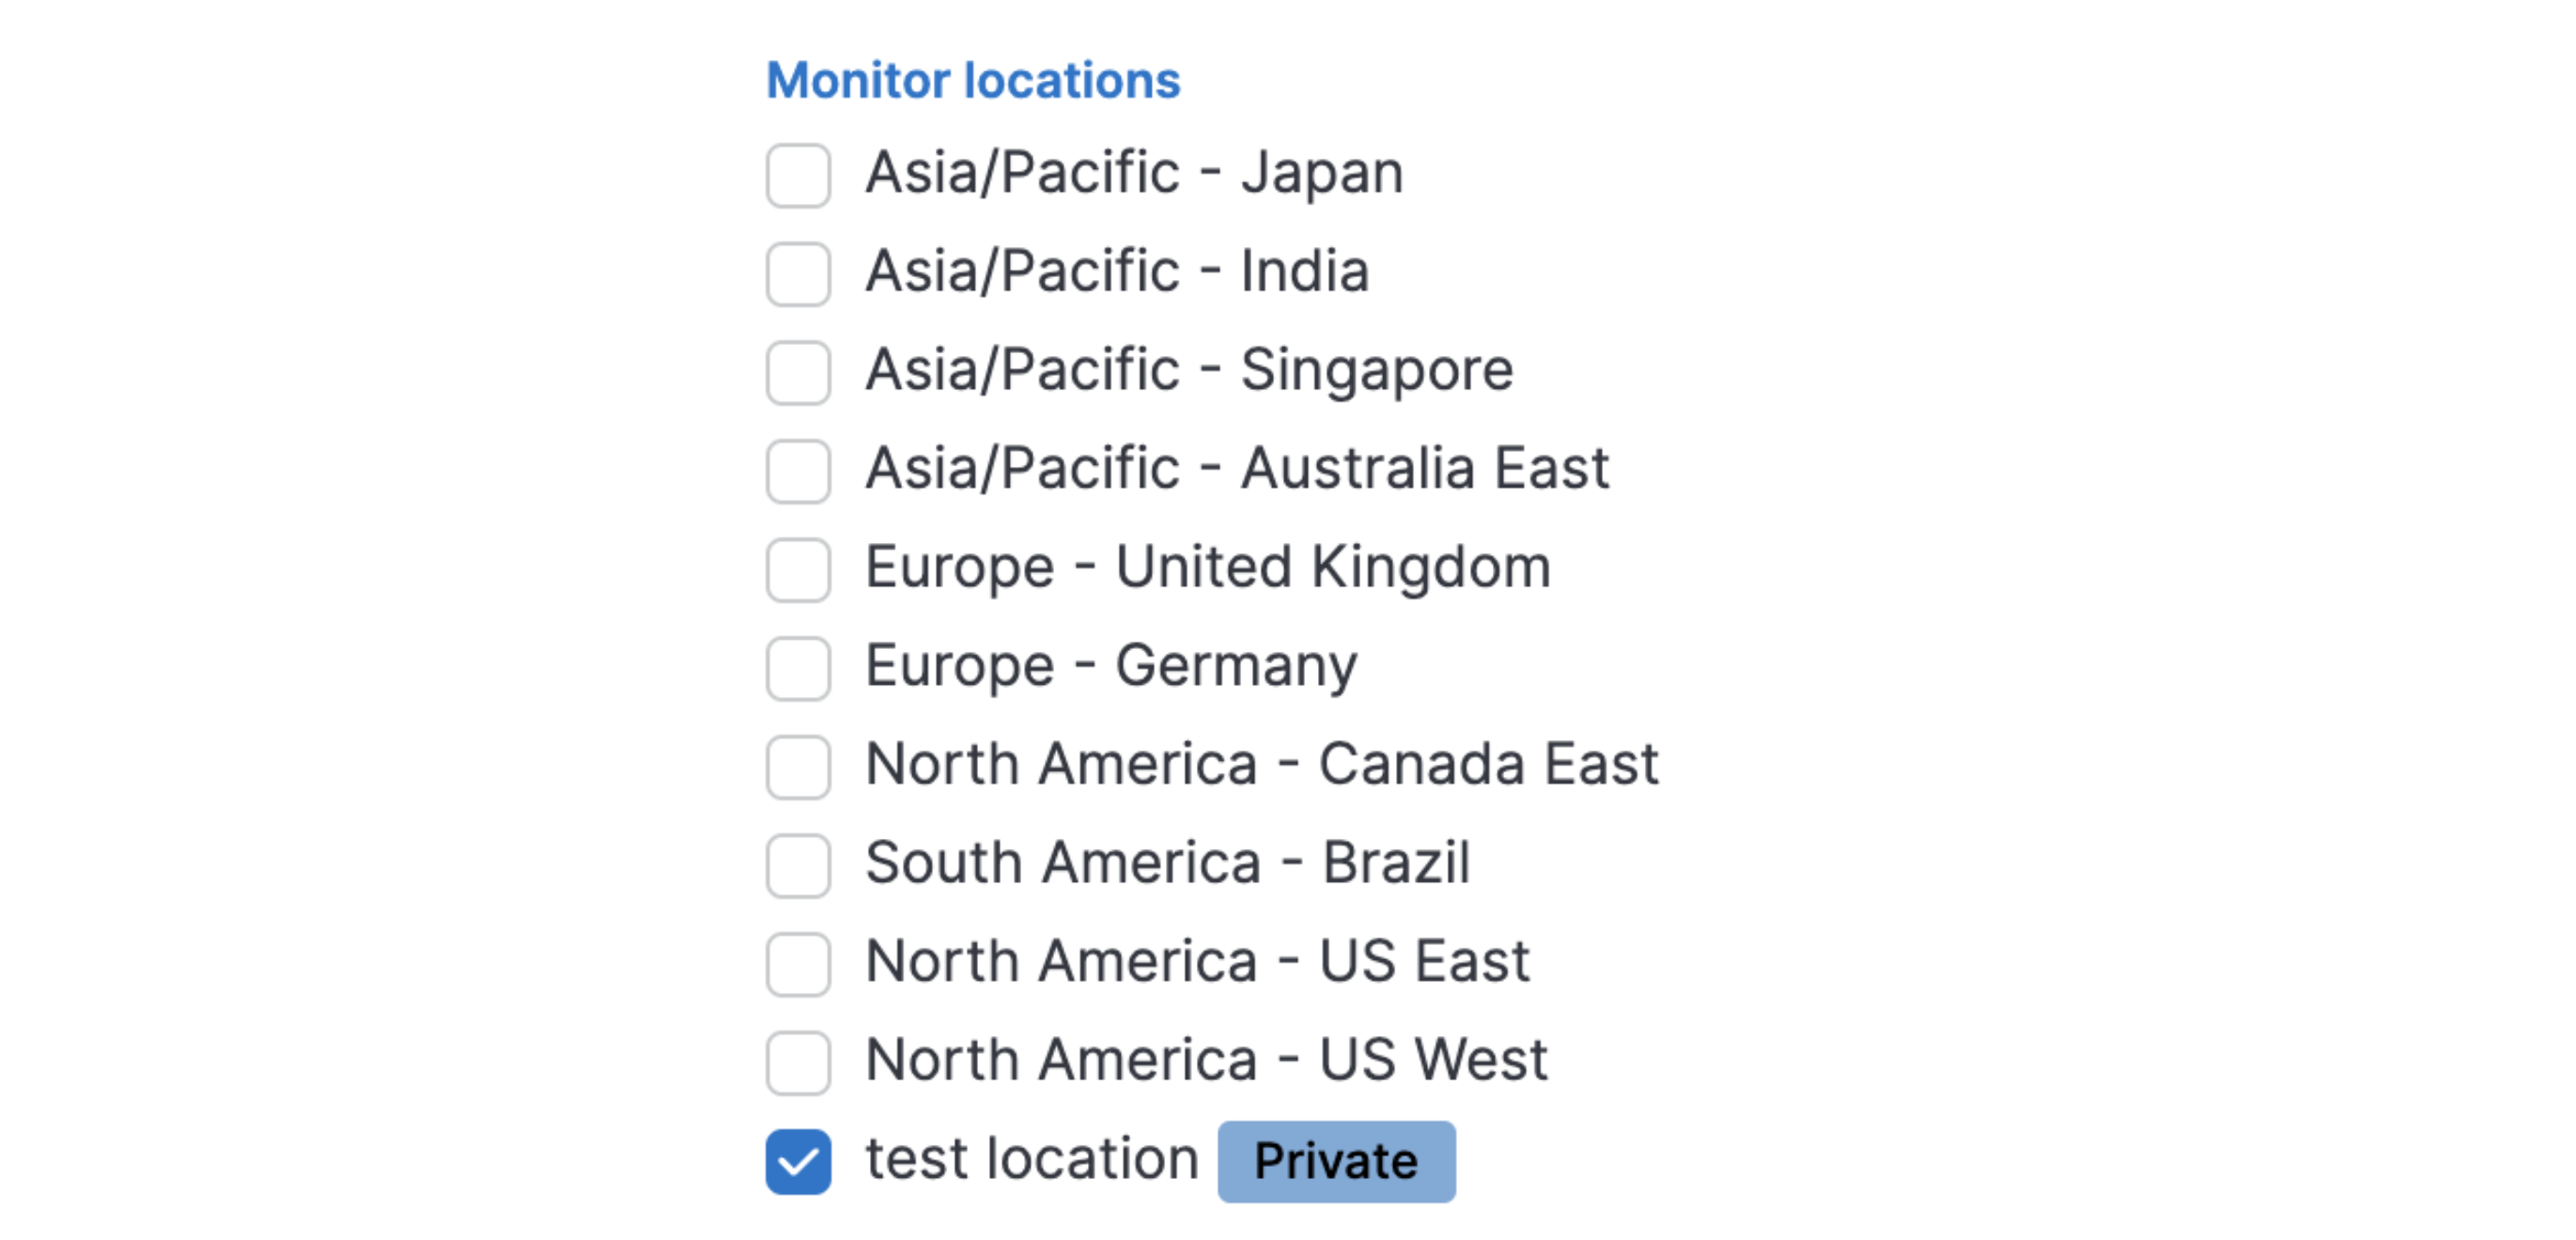 Monitor locations
Asia/Pacific - Japan
Asia/Pacific - India
Asia/Pacific - Singapore
Asia/Pacific - Australia East
Europe - United Kingdom
Europe - Germany
North America - Canada East
South America - Brazil
North America - US East
North America - US West
test location Private